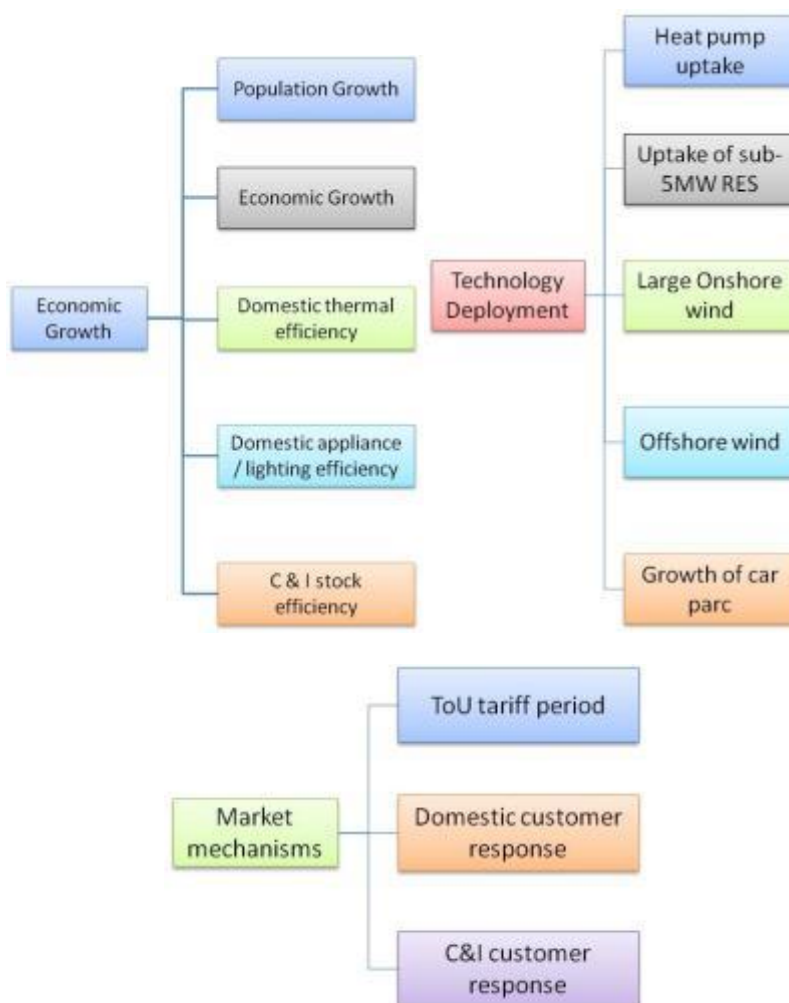 Economic
Growth
Population Growth
Economic Growth
Domestic thermal
efficiency
Domestic appliance
/ lighting efficiency
C & I stock
efficiency
Technology
Deployment
Heat pump
uptake
Uptake of sub-
5MW RES
Large Onshore
wind
Offshore wind
Growth of car
parc
Market
mechanisms
ToU tariff period
Domestic customer
response
C&I customer
response